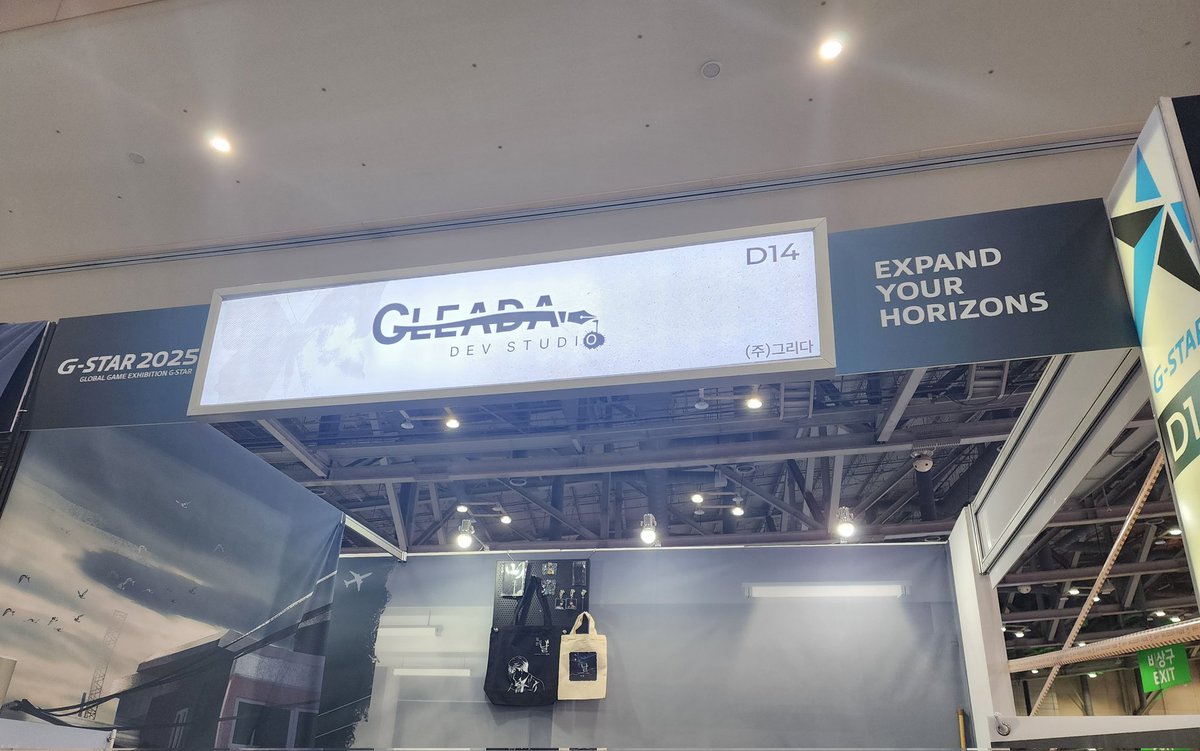 G-STAR 2025
GLOBAL GAME EXHIBITION G-STAR
GLEADA
DEV STUDIO
D14
(주)그리다
EXPAND
YOUR
HORIZONS
G-STAR
D1
비상구
EXIT